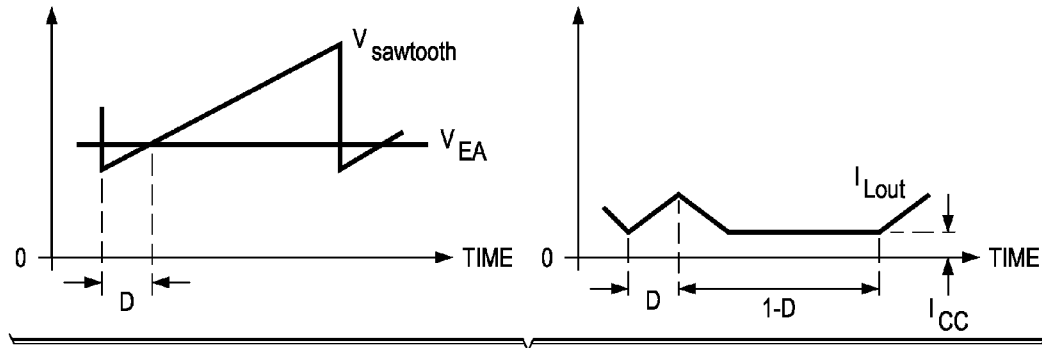 V sawtooth
V EA
0
TIME
D
I Lout
0
TIME
D
1-D
I CC